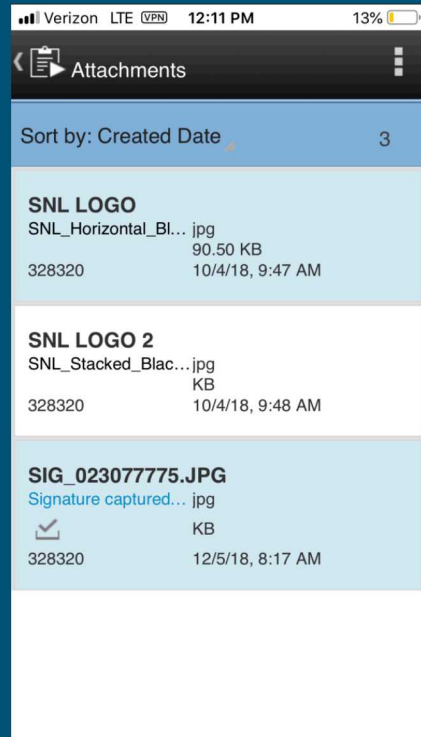 Verizon LTE VPN 12:11 PM 13%
Attachments
Sort by: Created Date 3
SNL LOGO
SNL_Horizontal_Bl... jpg
90.50 KB
328320 10/4/18, 9:47 AM
SNL LOGO 2
SNL_Stacked_Blac... jpg
KB
328320 10/4/18, 9:48 AM
SIG_023077775.JPG
Signature captured... jpg
KB
328320 12/5/18, 8:17 AM